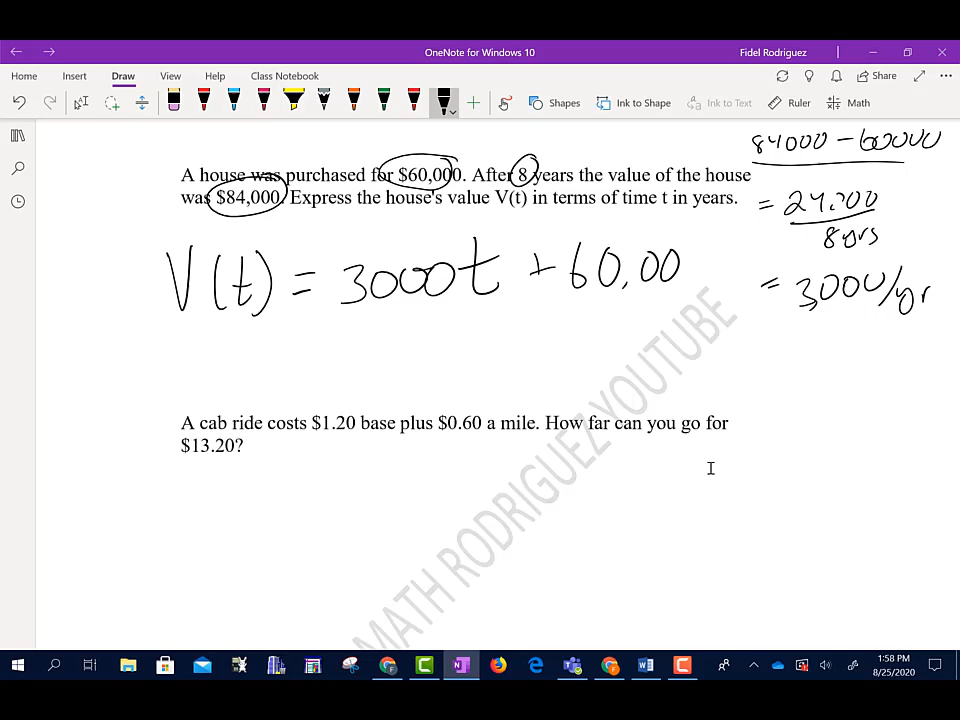 OneNote for Windows 10
Fidel Rodriguez
Home Insert Draw View Help Class Notebook Share
Shapes Ink to Shape Ink to Text Ruler Math
84000 - 60000
A house was purchased for $60,000. After 8 years the value of the house
was $84,000. Express the house's value V(t) in terms of time t in years.
= 24,000
8 yrs
V(t) = 3000t + 60,00
= 3,000/yr
A cab ride costs $1.20 base plus $0.60 a mile. How far can you go for
$13.20?
MATH RODRIGUEZ YOUTUBE
1:58 PM
8/25/2020